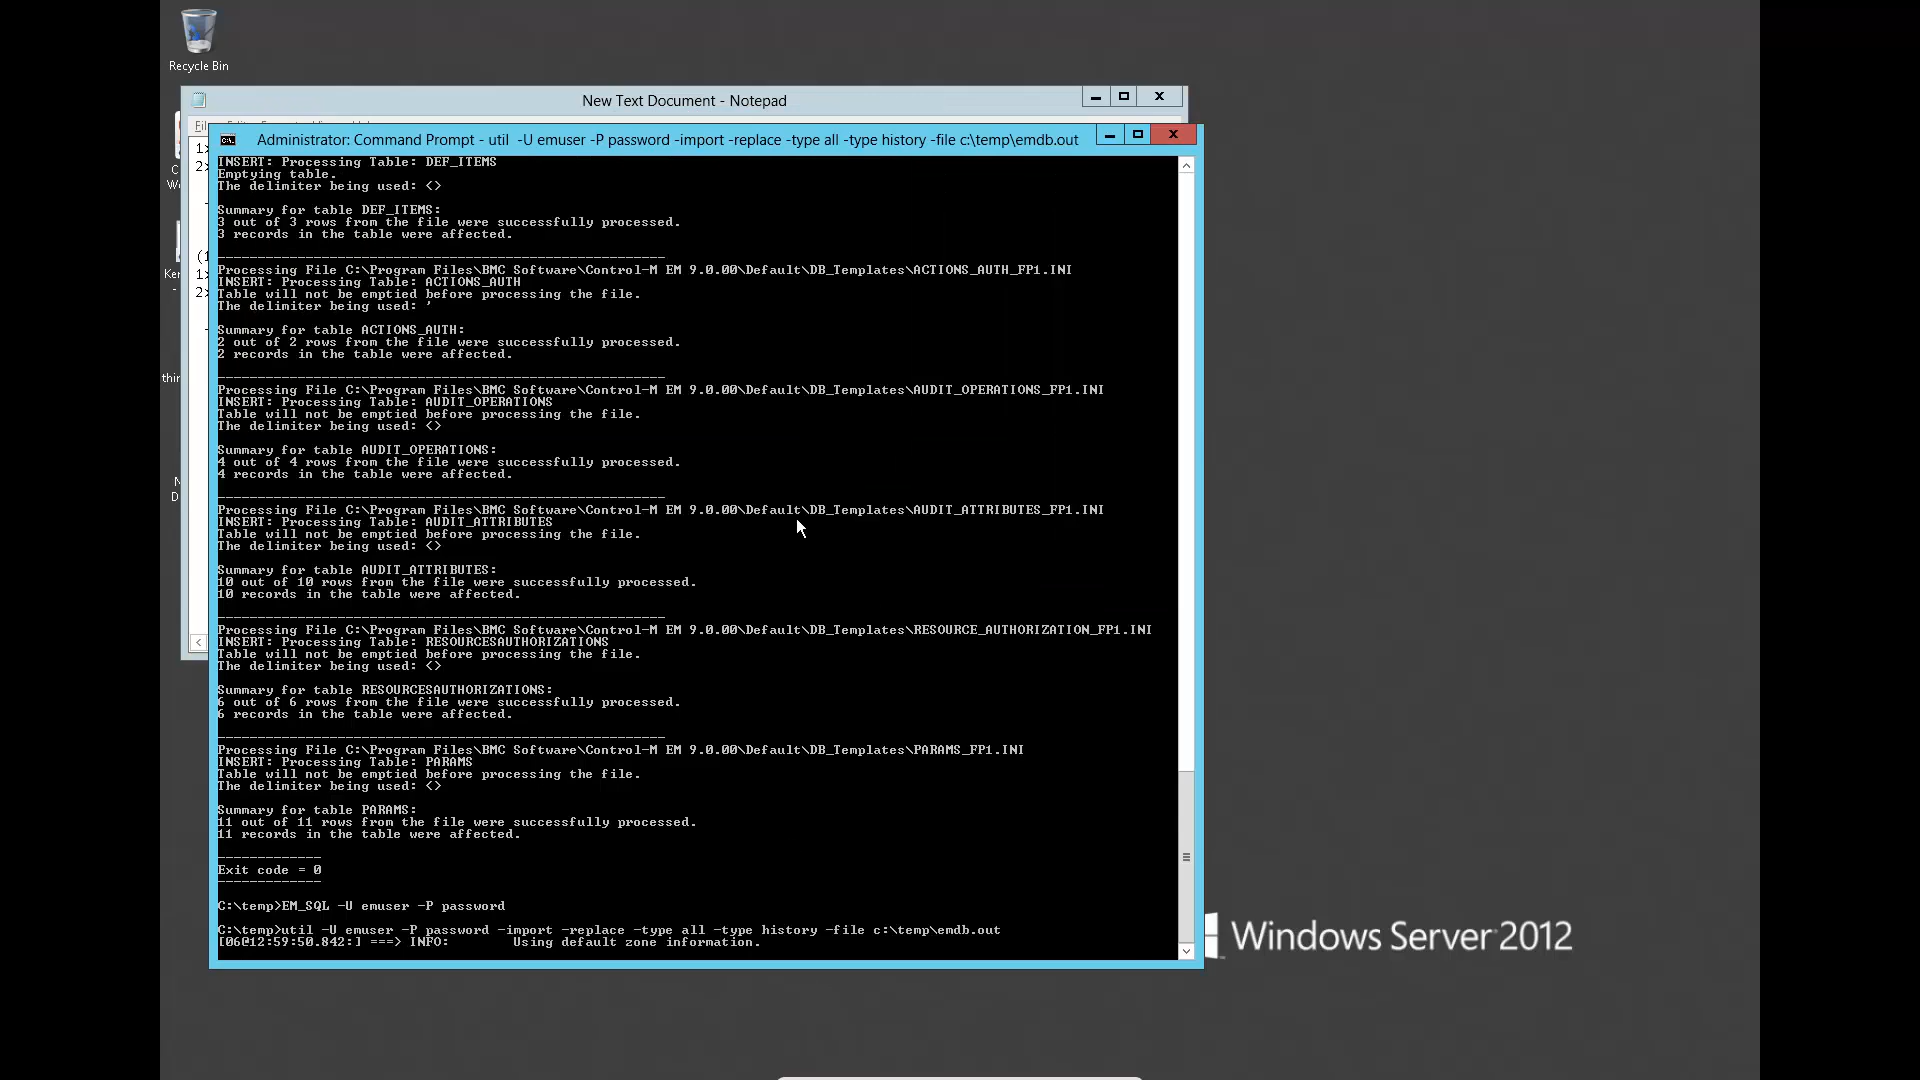 Recycle Bin
New Text Document - Notepad
Administrator: Command Prompt - util  -U emuser -P password -import -replace -type all -type history -file c:\temp\emdb.out
INSERT: Processing Table: DEF_ITEMS
Emptying table.
The delimiter being used: <>
Summary for table DEF_ITEMS:
3 out of 3 rows from the file were successfully processed.
3 records in the table were affected.
Processing File C:\Program Files\BMC Software\Control-M EM 9.0.00\Default\DB_Templates\ACTIONS_AUTH_FP1.INI
INSERT: Processing Table: ACTIONS_AUTH
Table will not be emptied before processing the file.
The delimiter being used: '
Summary for table ACTIONS_AUTH:
2 out of 2 rows from the file were successfully processed.
2 records in the table were affected.
Processing File C:\Program Files\BMC Software\Control-M EM 9.0.00\Default\DB_Templates\AUDIT_OPERATIONS_FP1.INI
INSERT: Processing Table: AUDIT_OPERATIONS
Table will not be emptied before processing the file.
The delimiter being used: <>
Summary for table AUDIT_OPERATIONS:
4 out of 4 rows from the file were successfully processed.
4 records in the table were affected.
Processing File C:\Program Files\BMC Software\Control-M EM 9.0.00\Default\DB_Templates\AUDIT_ATTRIBUTES_FP1.INI
INSERT: Processing Table: AUDIT_ATTRIBUTES
Table will not be emptied before processing the file.
The delimiter being used: <>
Summary for table AUDIT_ATTRIBUTES:
10 out of 10 rows from the file were successfully processed.
10 records in the table were affected.
Processing File C:\Program Files\BMC Software\Control-M EM 9.0.00\Default\DB_Templates\RESOURCE_AUTHORIZATION_FP1.INI
INSERT: Processing Table: RESOURCESAUTHORIZATIONS
Table will not be emptied before processing the file.
The delimiter being used: <>
Summary for table RESOURCESAUTHORIZATIONS:
6 out of 6 rows from the file were successfully processed.
6 records in the table were affected.
Processing File C:\Program Files\BMC Software\Control-M EM 9.0.00\Default\DB_Templates\PARAMS_FP1.INI
INSERT: Processing Table: PARAMS
Table will not be emptied before processing the file.
The delimiter being used: <>
Summary for table PARAMS:
11 out of 11 rows from the file were successfully processed.
11 records in the table were affected.
Exit code = 0
C:\temp>EM_SQL -U emuser -P password
C:\temp>util -U emuser -P password -import -replace -type all -type history -file c:\temp\emdb.out
[06@12:59:50.842:] ===> INFO:        Using default zone information.
Windows Server 2012